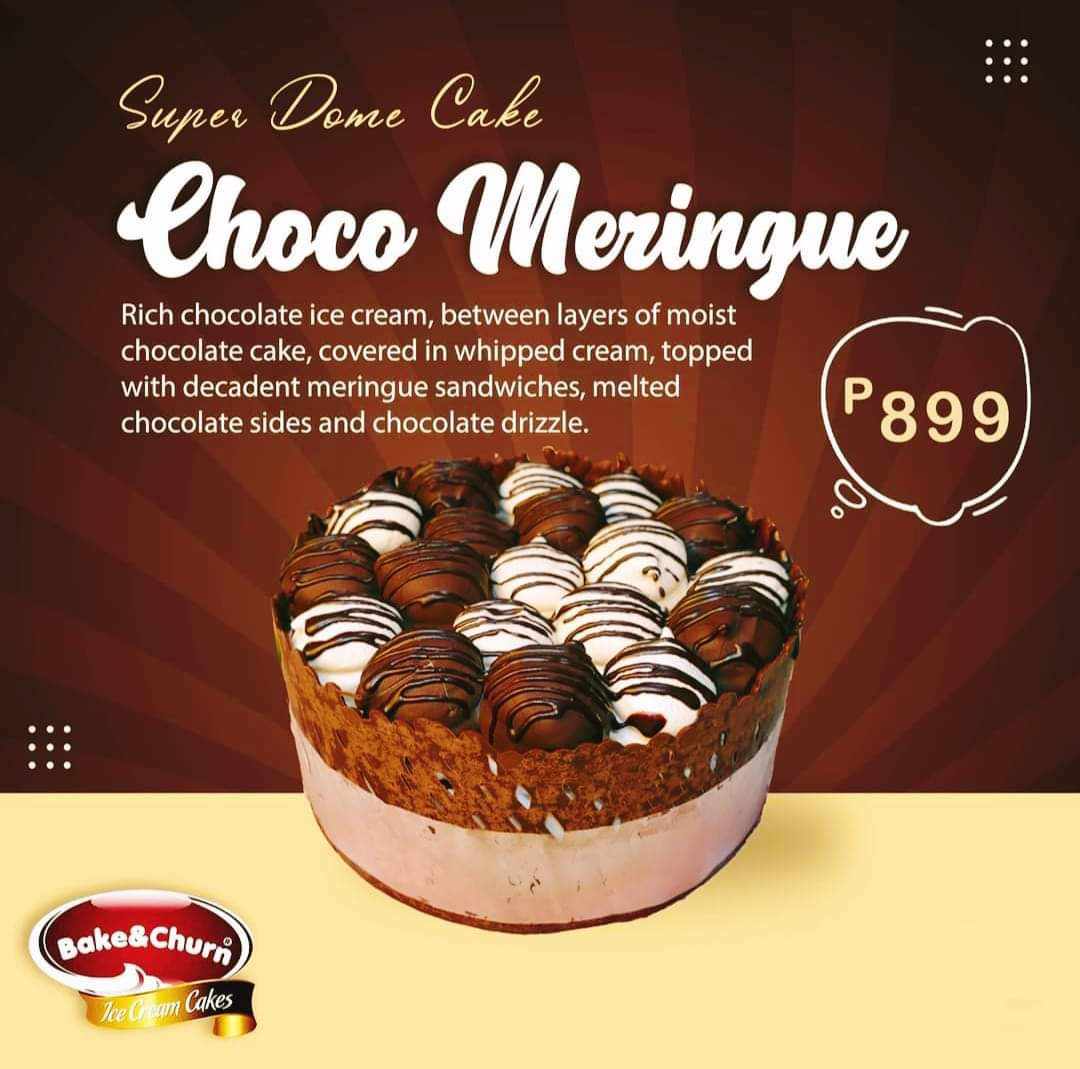 Super Dome Cake
Choco Meringue
Rich chocolate ice cream, between layers of moist
chocolate cake, covered in whipped cream, topped
with decadent meringue sandwiches, melted
chocolate sides and chocolate drizzle.
P899
Bake&Churn®
Ice Cream Cakes